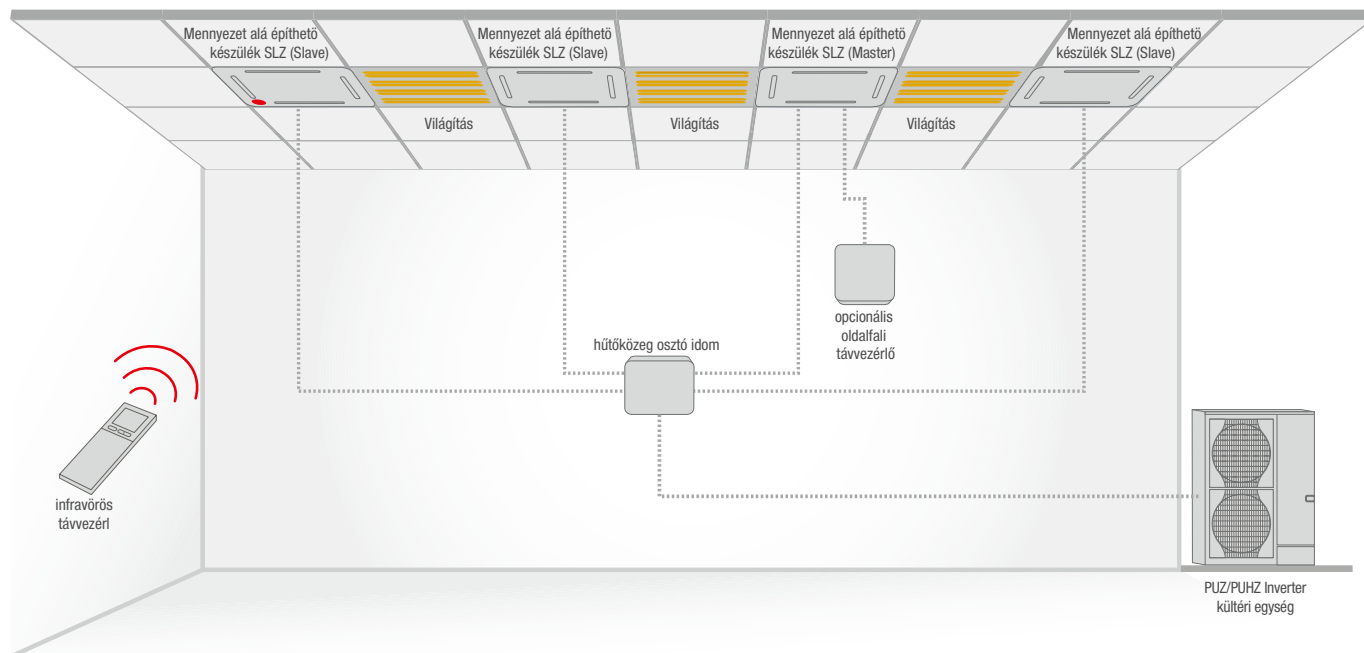 Mennyezet alá építhető
készülék SLZ (Slave)
Mennyezet alá építhető
készülék SLZ (Slave)
Mennyezet alá építhető
készülék SLZ (Master)
Mennyezet alá építhető
készülék SLZ (Slave)
Világítás
Világítás
Világítás
opcionális
oldalfali
távvezérlő
hűtőközeg osztó idom
infravörös
távvezérl
PUZ/PUHZ Inverter
kültéri egység